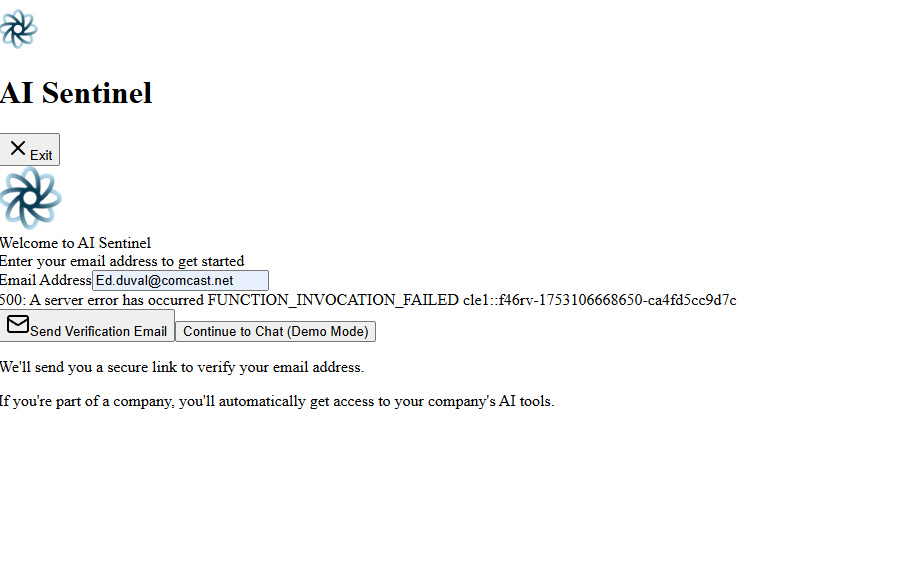 AI Sentinel
Exit
Welcome to AI Sentinel
Enter your email address to get started
Email Address Ed.duval@comcast.net
500: A server error has occurred FUNCTION_INVOCATION_FAILED cle1::f46rv-1753106668650-ca4fd5cc9d7c
Send Verification Email Continue to Chat (Demo Mode)
We'll send you a secure link to verify your email address.
If you're part of a company, you'll automatically get access to your company's AI tools.